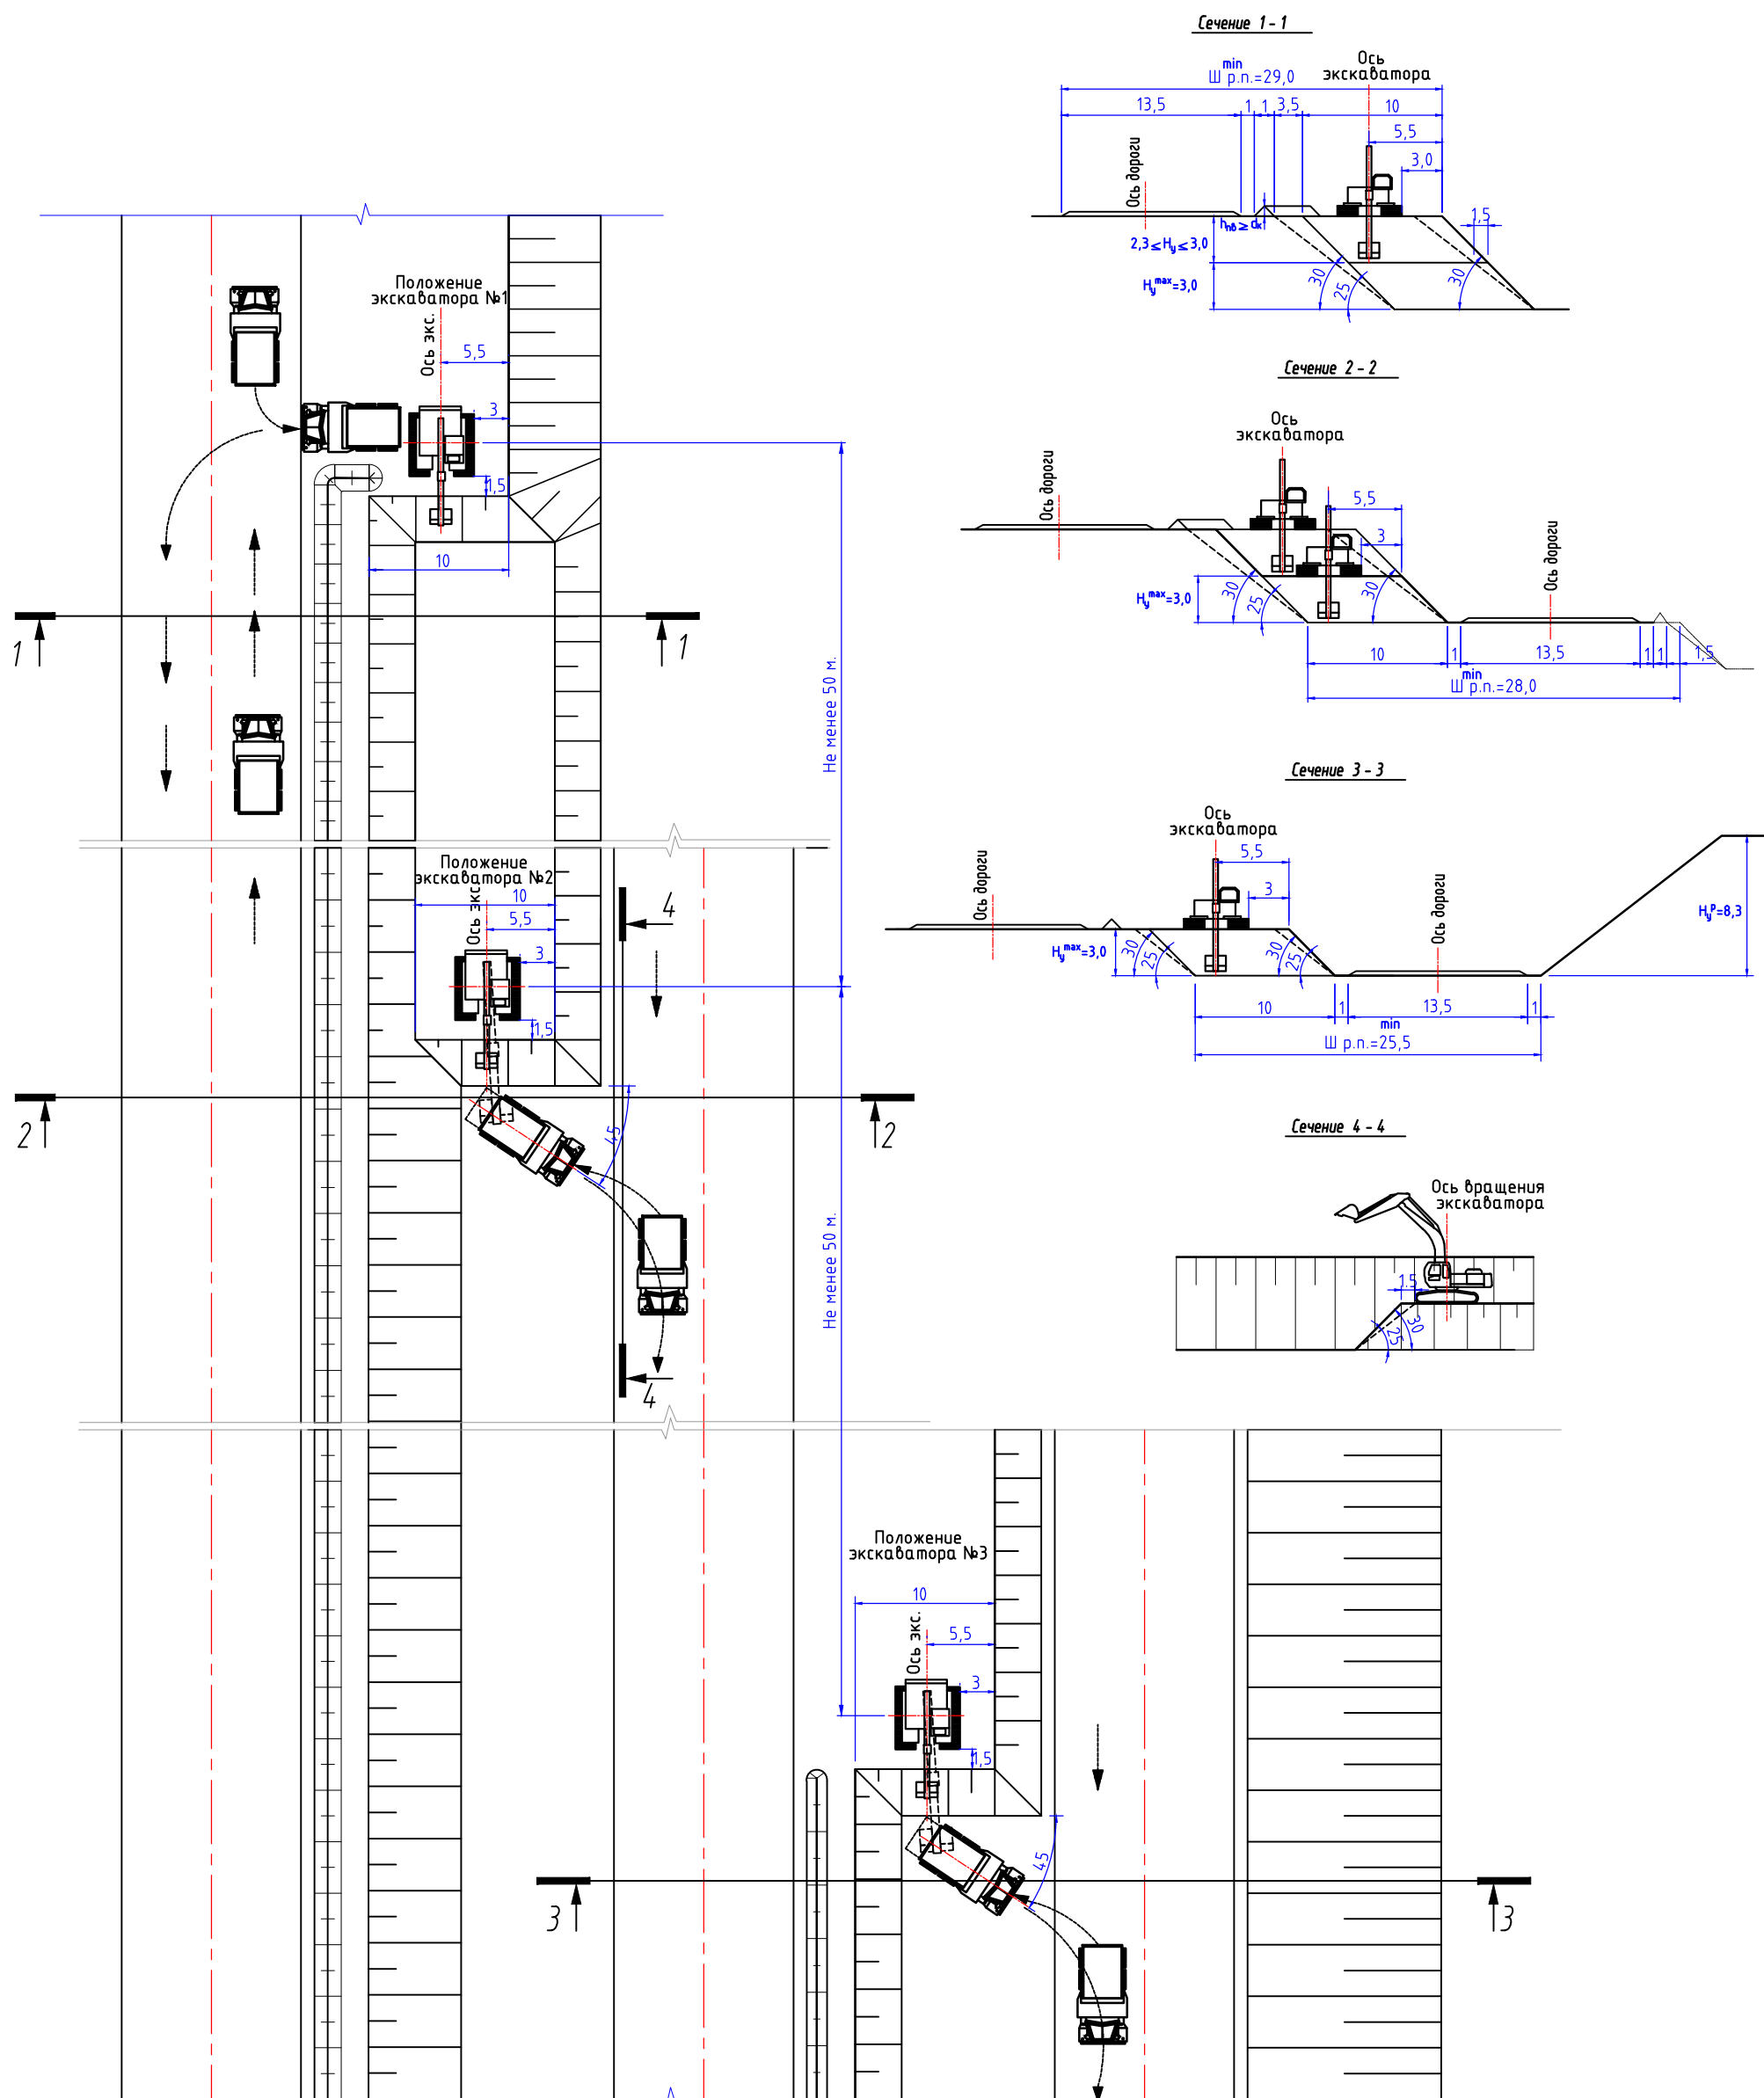 Сечение 1 - 1
min
Ш р.п.=29,0
Ось
экскаватора
13,5
1
1
3,5
10
5,5
3,0
Ось дороги
1,5
hнв ≥ dк
2,3 ≤ Hу ≤ 3,0
Hуmax=3,0
30
25
30
Сечение 2 - 2
Ось
экскаватора
Ось дороги
5,5
3
Ось дороги
Hуmax=3,0
30
25
30
10
1
13,5
1
1
1,5
min
Ш р.п.=28,0
Сечение 3 - 3
Ось
экскаватора
5,5
3
Ось дороги
Ось дороги
Hуmax=3,0
30
25
30
25
Hур=8,3
10
1
13,5
1
min
Ш р.п.=25,5
Сечение 4 - 4
Ось вращения
экскаватора
1.5
25
30
Положение
экскаватора №1
Ось экс.
5,5
3
1,5
10
1
1
Не менее 50 м.
Положение
экскаватора №2
10
Ось экс
5,5
3
1,5
4
2
2
45
4
Не менее 50 м.
Положение
экскаватора №3
10
Ось экс.
5,5
3
1,5
45
3
3